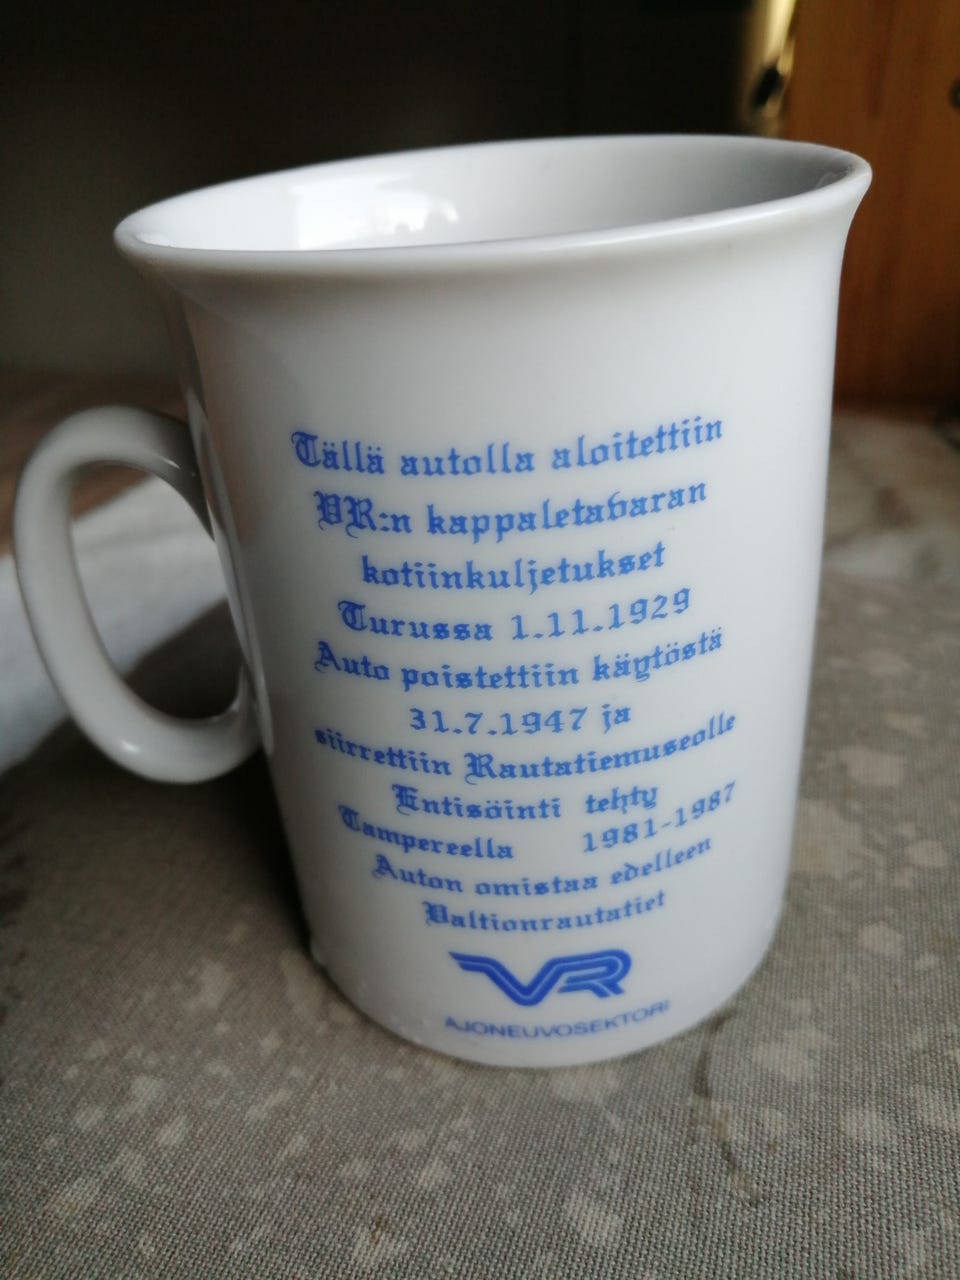 Tällä autolla aloitettiin
VR:n kappaletavaran
kotiinkuljetukset
Turussa 1.11.1929
Auto poistettiin käytöstä
31.7.1947 ja
siirrettiin Rautatiemuseolle
Entisöinti tehty
Tampereella 1981-1987
Auton omistaa edelleen
Valtionrautatiet
VR
AJONEUVOSEKTORI